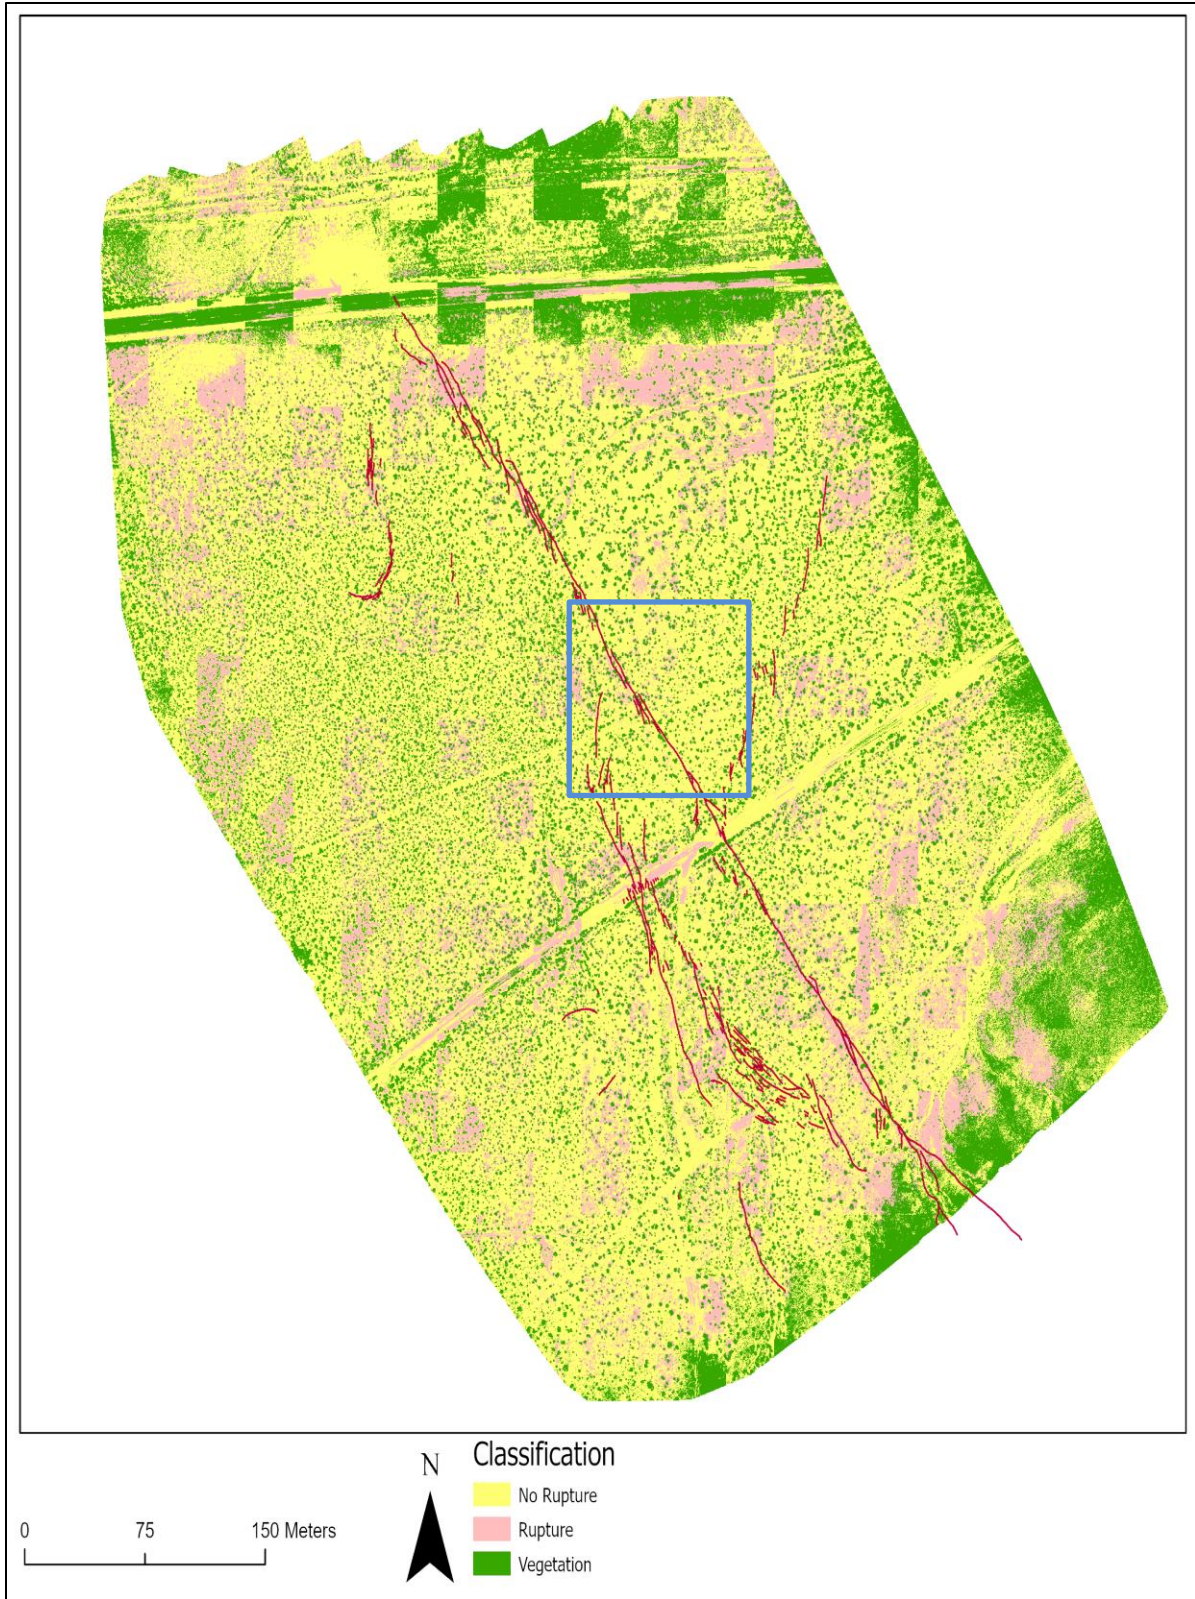 N
Classification
No Rupture
Rupture
Vegetation
0 75 150 Meters